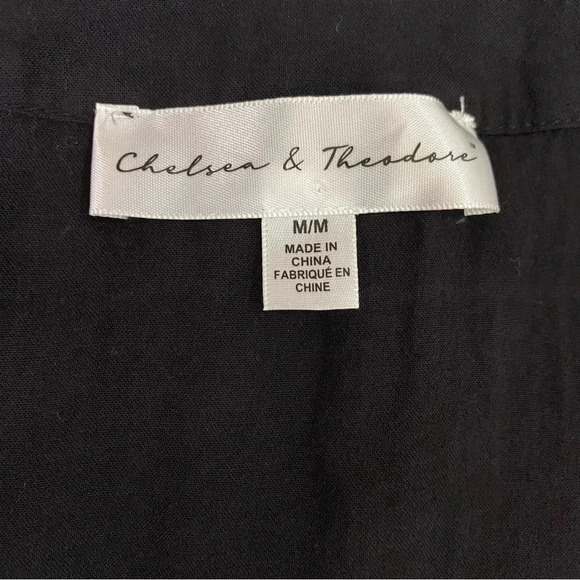 Chelsea & Theodore
M/M
MADE IN
CHINA
FABRIQUÉ EN
CHINE